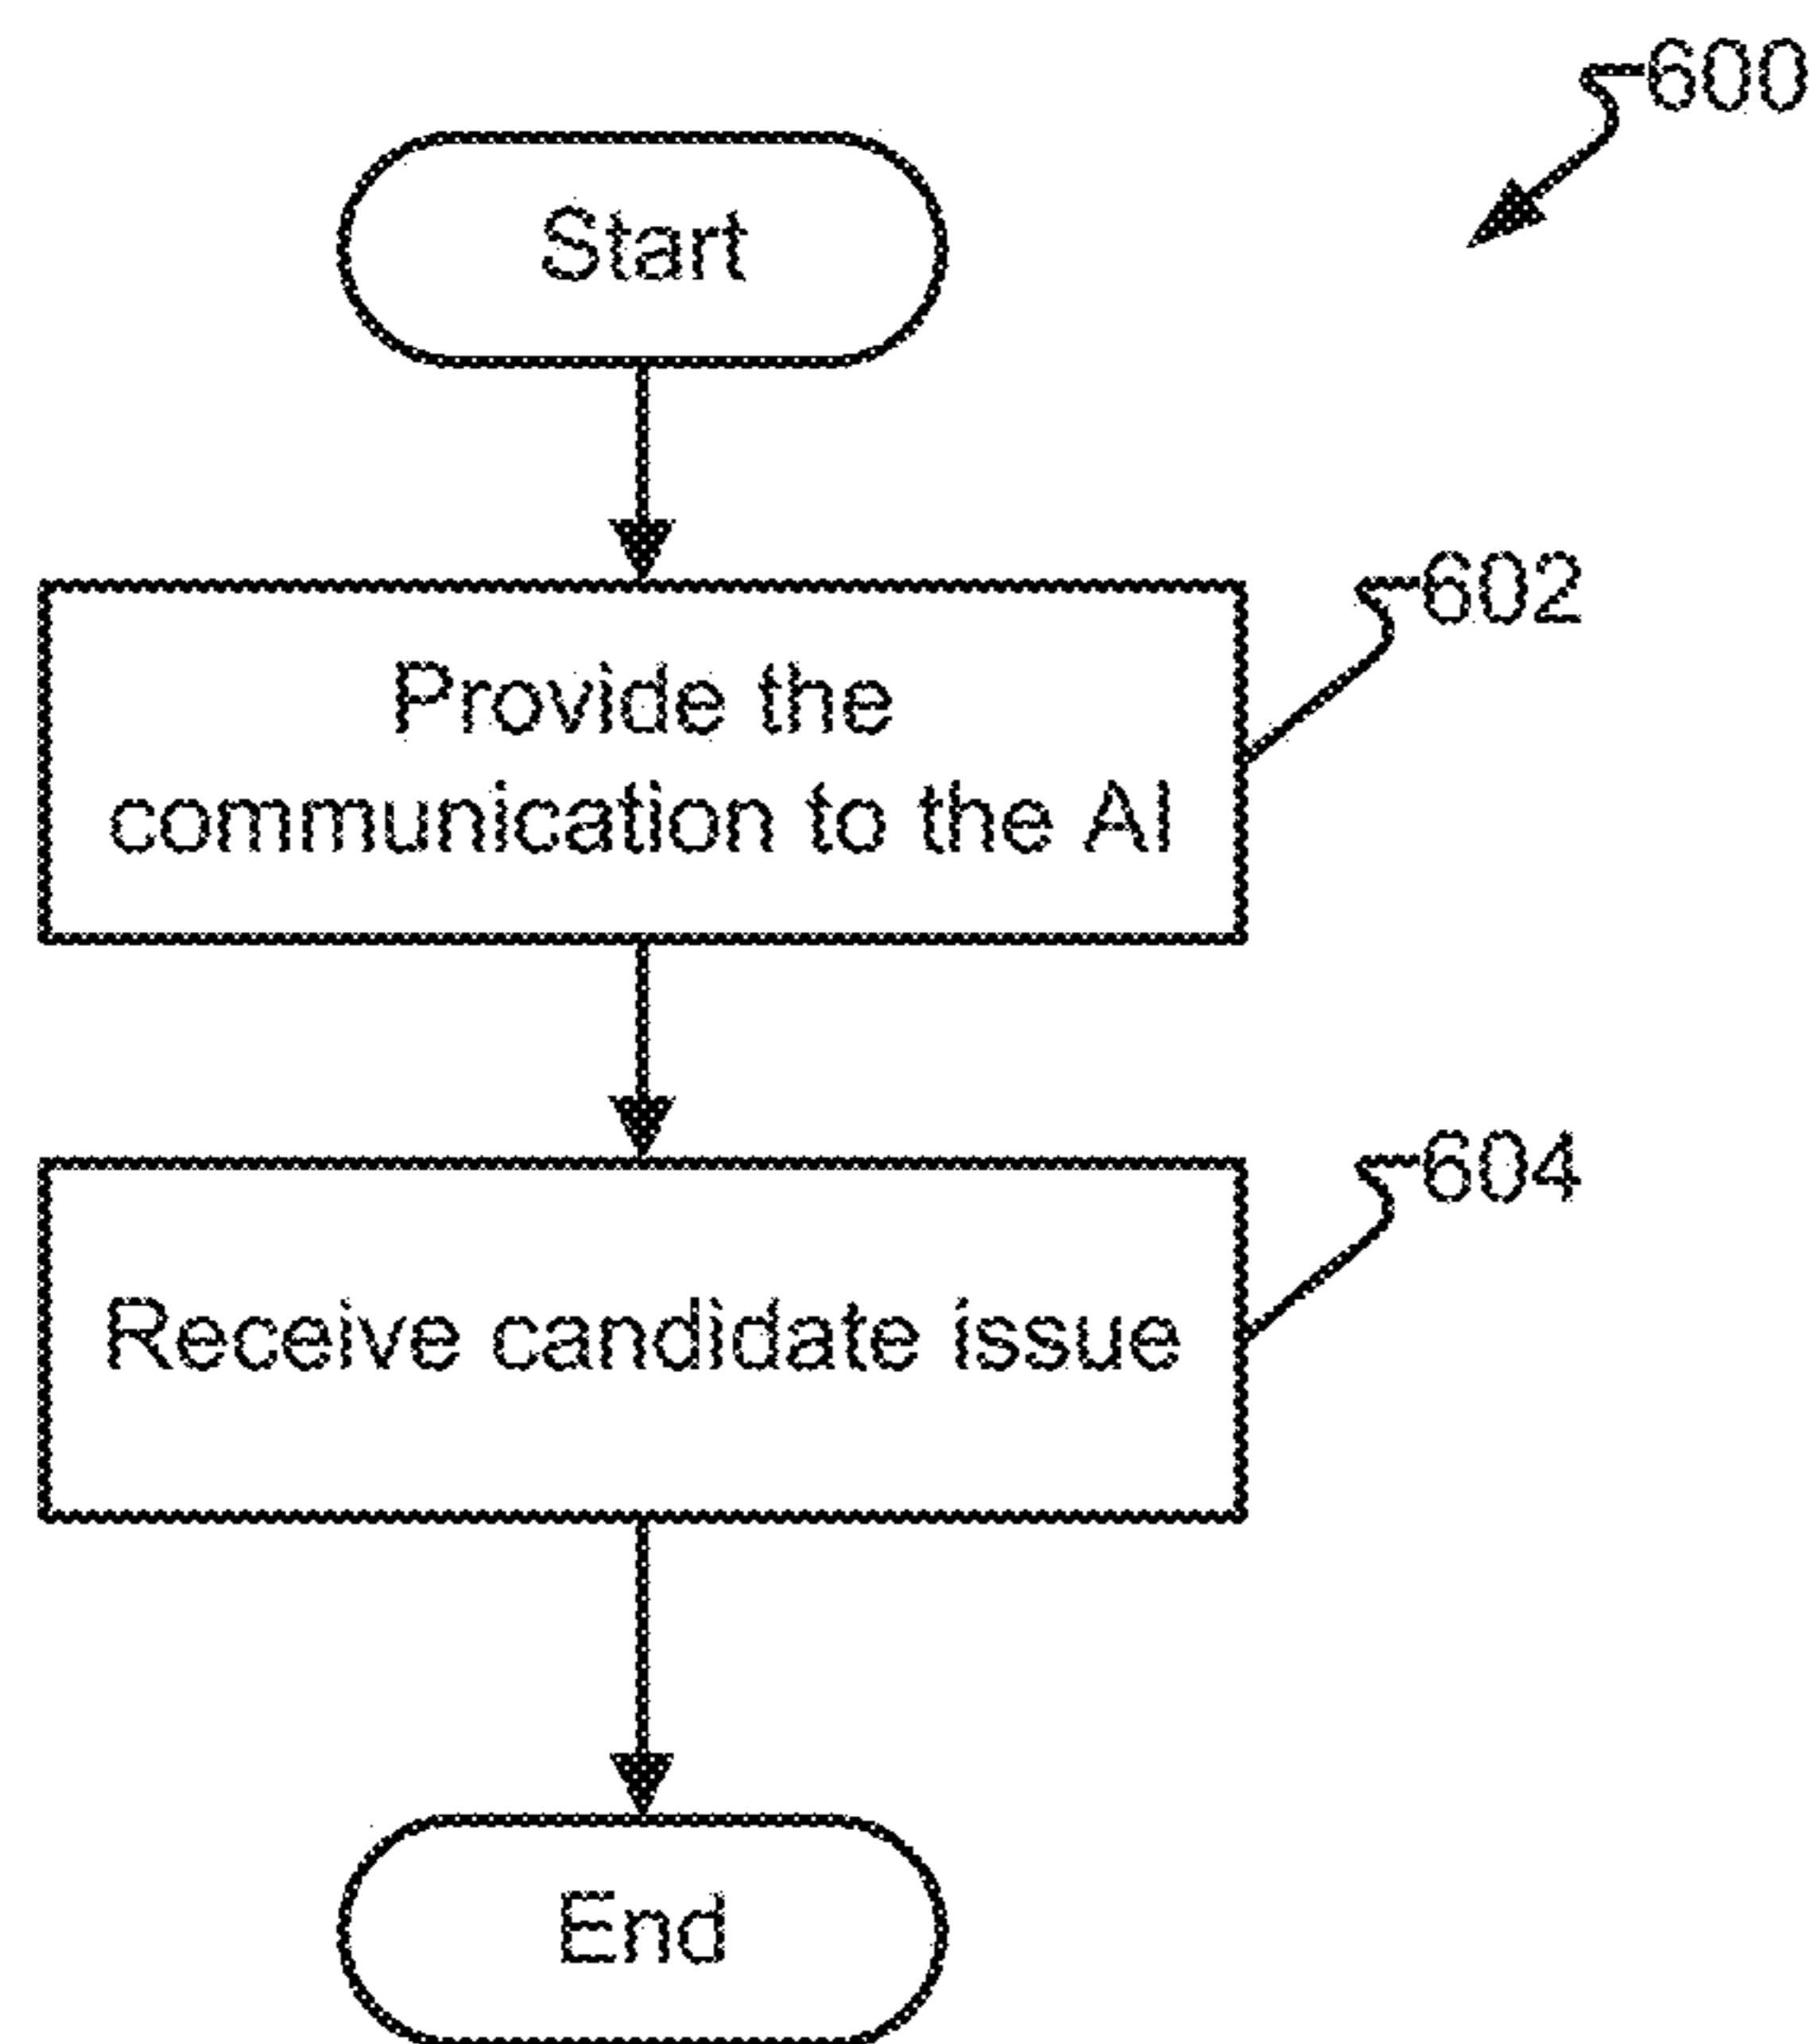 600
Start
602
Provide the
communication to the AI
604
Receive candidate issue
End